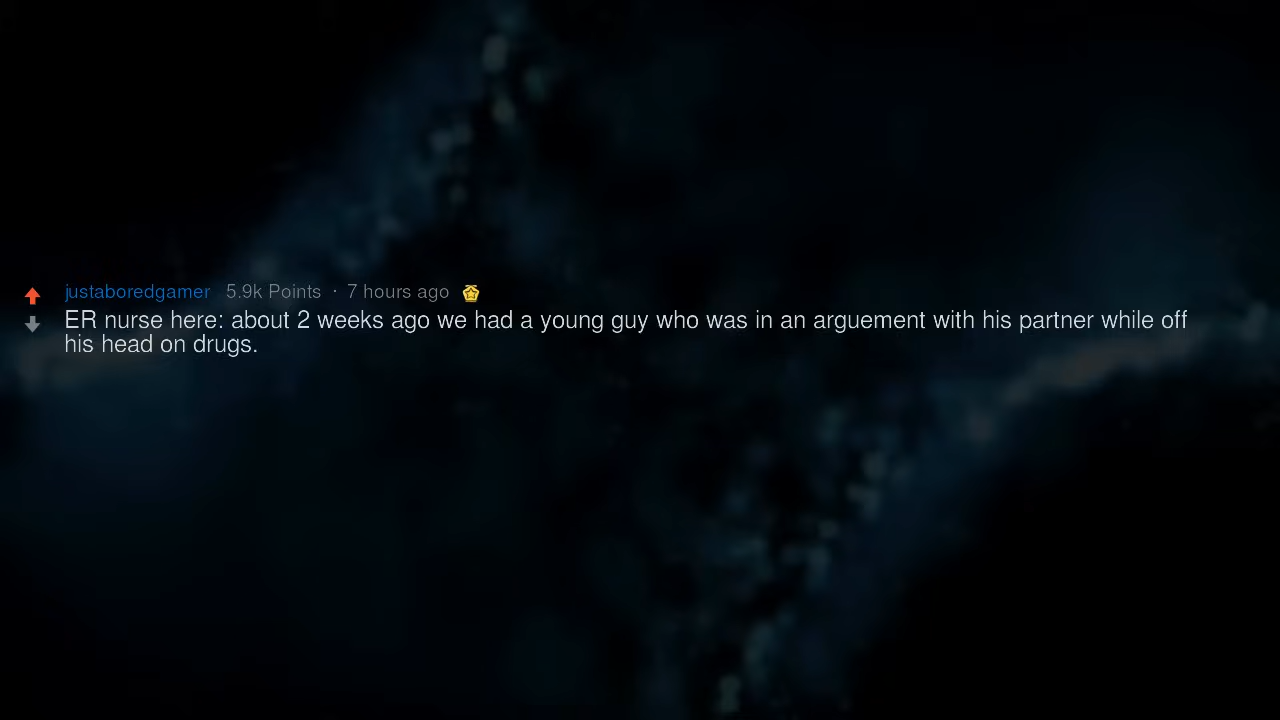 justaboredgamer 5.9k Points · 7 hours ago
ER nurse here: about 2 weeks ago we had a young guy who was in an arguement with his partner while off
his head on drugs.